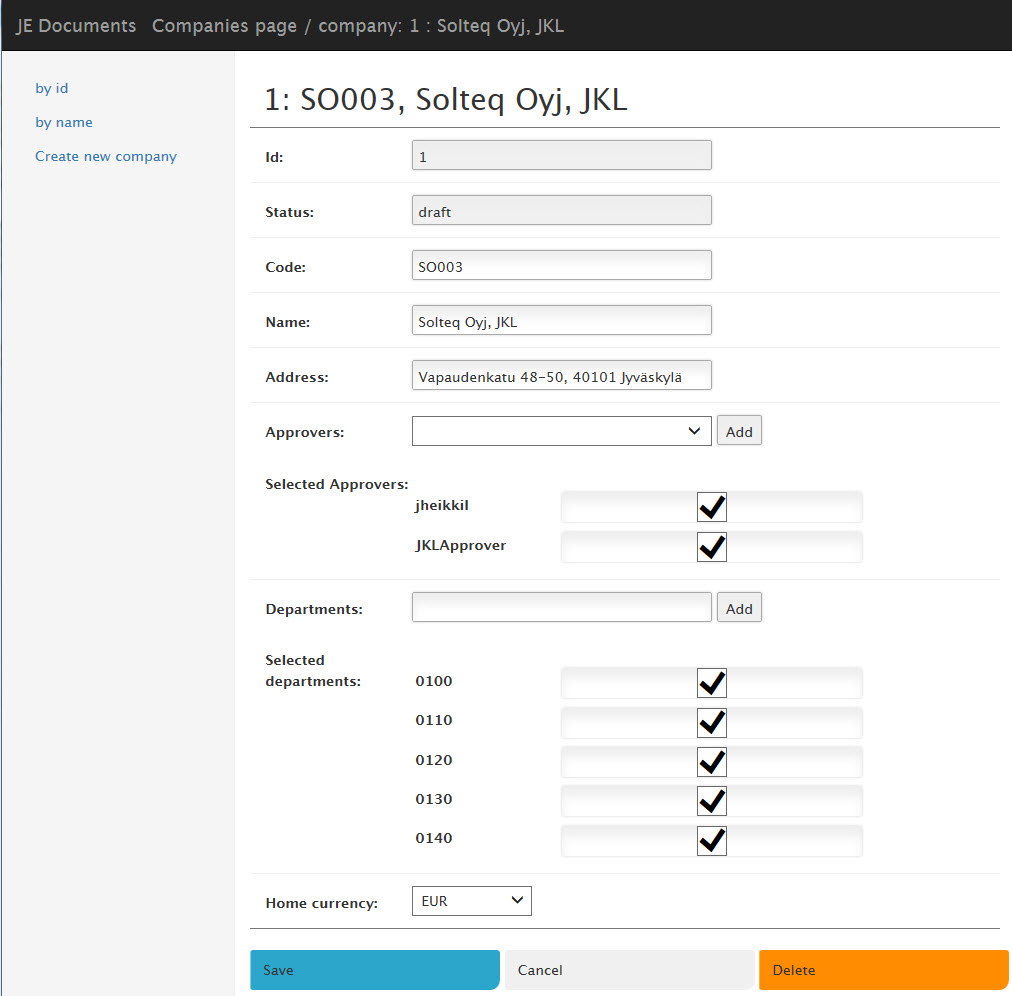 JE Documents Companies page / company: 1 : Solteq Oyj, JKL
by id
by name
Create new company
1: SO003, Solteq Oyj, JKL
Id: 1
Status: draft
Code: SO003
Name: Solteq Oyj, JKL
Address: Vapaudenkatu 48-50, 40101 Jyväskylä
Approvers: Add
Selected Approvers:
jheikkil
JKLApprover
Departments: Add
Selected
departments:
0100
0110
0120
0130
0140
Home currency: EUR
Save Cancel Delete